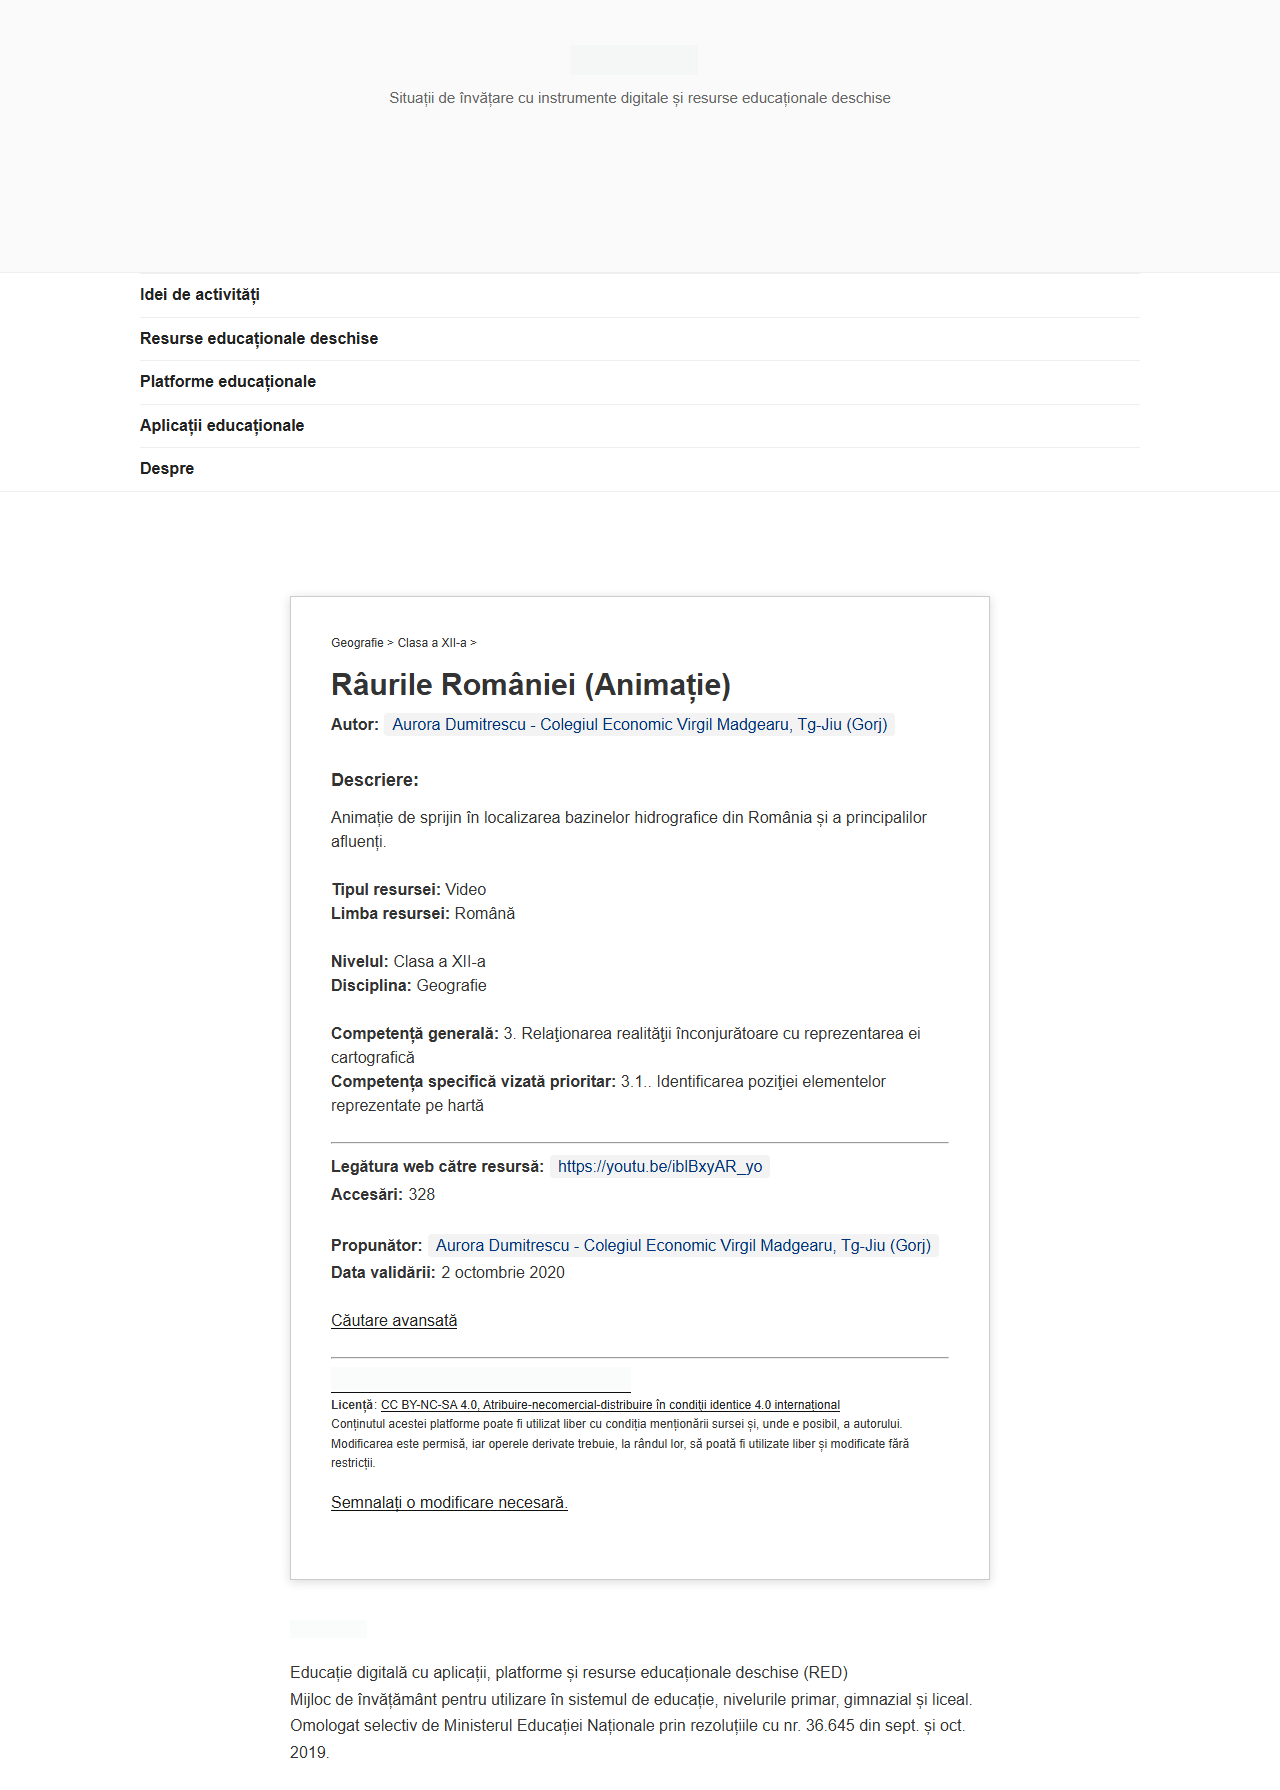 Situații de învățare cu instrumente digitale și resurse educaționale deschise
Idei de activități
Resurse educaționale deschise
Platforme educaționale
Aplicații educaționale
Despre
Geografie > Clasa a XII-a >
Râurile României (Animație)
Autor: Aurora Dumitrescu - Colegiul Economic Virgil Madgearu, Tg-Jiu (Gorj)
Descriere:
Animație de sprijin în localizarea bazinelor hidrografice din România și a principalilor
afluenți.
Tipul resursei: Video
Limba resursei: Română
Nivelul: Clasa a XII-a
Disciplina: Geografie
Competență generală: 3. Relaţionarea realităţii înconjurătoare cu reprezentarea ei
cartografică
Competența specifică vizată prioritar: 3.1.. Identificarea poziţiei elementelor
reprezentate pe hartă
Legătura web către resursă: https://youtu.be/iblBxyAR_yo
Accesări: 328
Propunător: Aurora Dumitrescu - Colegiul Economic Virgil Madgearu, Tg-Jiu (Gorj)
Data validării: 2 octombrie 2020
Căutare avansată
Licență: CC BY-NC-SA 4.0, Atribuire-necomercial-distribuire în condiţii identice 4.0 internațional
Conținutul acestei platforme poate fi utilizat liber cu condiția menționării sursei și, unde e posibil, a autorului.
Modificarea este permisă, iar operele derivate trebuie, la rândul lor, să poată fi utilizate liber și modificate fără
restricții.
Semnalați o modificare necesară.
Educație digitală cu aplicații, platforme și resurse educaționale deschise (RED)
Mijloc de învățământ pentru utilizare în sistemul de educație, nivelurile primar, gimnazial și liceal.
Omologat selectiv de Ministerul Educației Naționale prin rezoluțiile cu nr. 36.645 din sept. și oct.
2019.